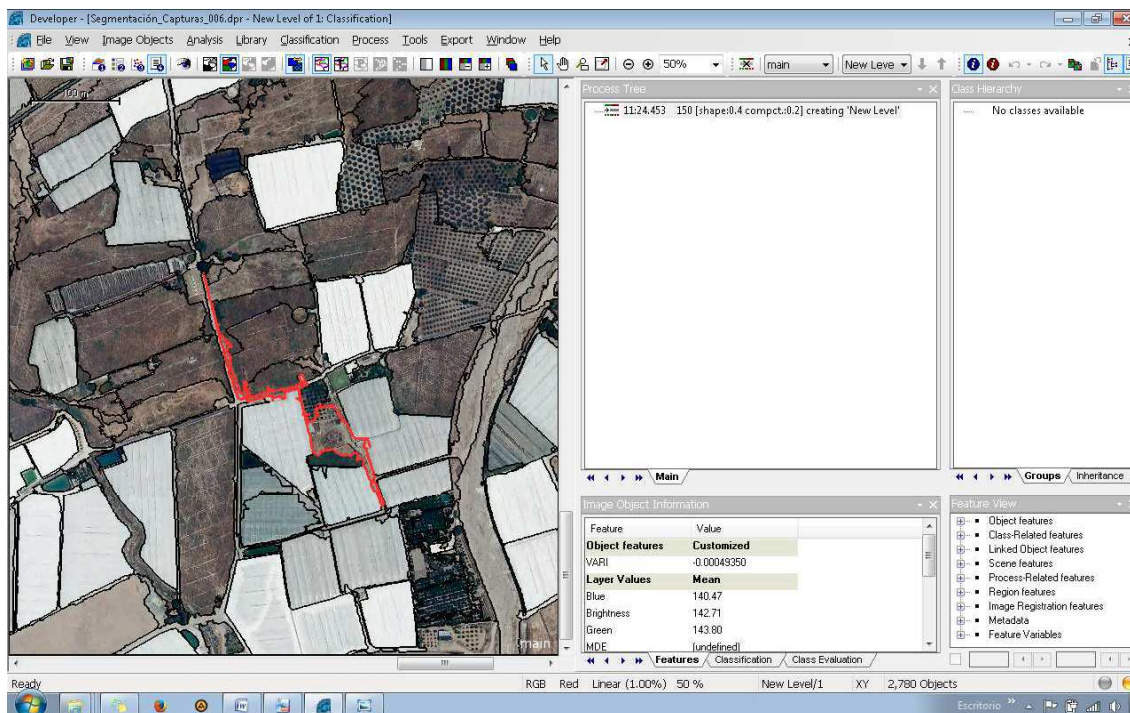 Developer - [Segmentación_Capturas_006.dpr - New Level of 1: Classification]
File View Image Objects Analysis Library Classification Process Tools Export Window Help
50% main New Leve
100 m
Process Tree
11:24.453 150 [shape:0.4 compct.:0.2] creating 'New Level'
Main
Class Hierarchy
No classes available
Groups Inheritance
Image Object Information
Feature Value
Object features Customized
VARI -0.00049350
Layer Values Mean
Blue 140.47
Brightness 142.71
Green 143.80
MDE [undefined]
Features Classification Class Evaluation
Feature View
Object features
Class-Related features
Linked Object features
Scene features
Process-Related features
Region features
Image Registration features
Metadata
Feature Variables
main
Ready RGB Red Linear (1.00%) 50 % New Level/1 XY 2,780 Objects
Escritorio